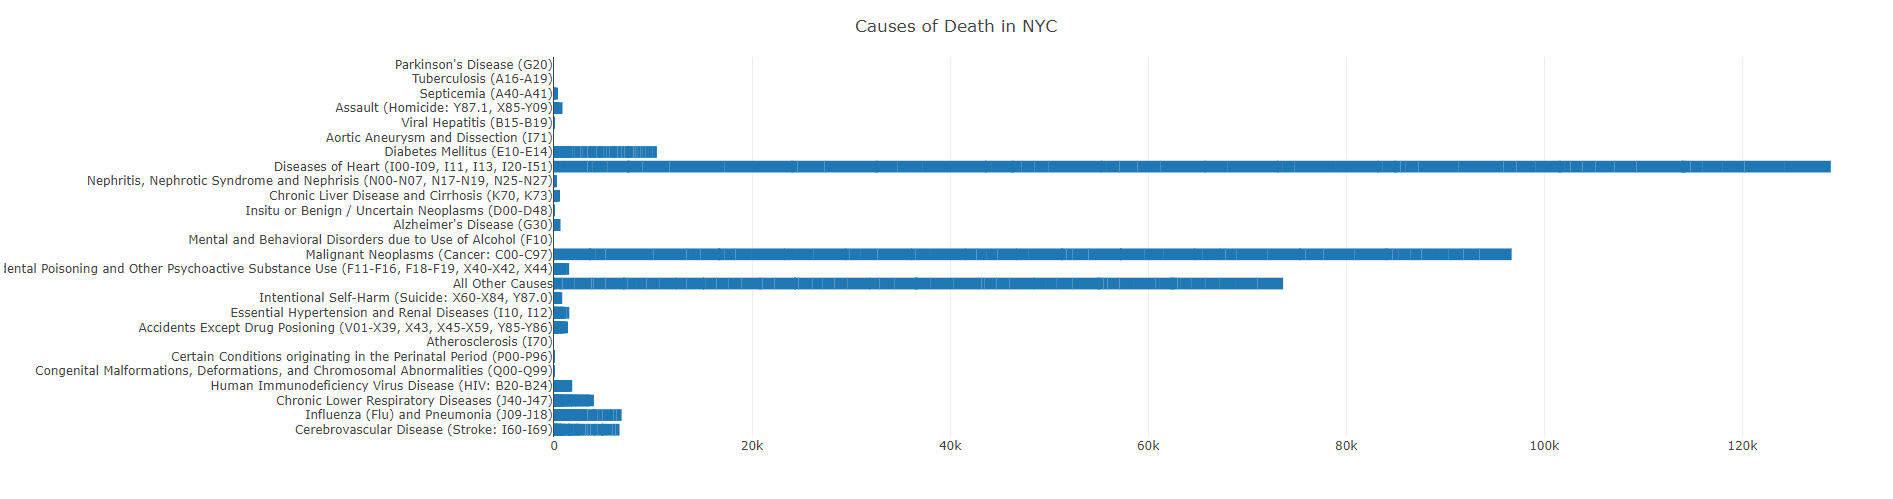 Causes of Death in NYC
Parkinson's Disease (G20)
Tuberculosis (A16-A19)
Septicemia (A40-A41)
Assault (Homicide: Y87.1, X85-Y09)
Viral Hepatitis (B15-B19)
Aortic Aneurysm and Dissection (I71)
Diabetes Mellitus (E10-E14)
Diseases of Heart (I00-I09, I11, I13, I20-I51)
Nephritis, Nephrotic Syndrome and Nephrisis (N00-N07, N17-N19, N25-N27)
Chronic Liver Disease and Cirrhosis (K70, K73)
Insitu or Benign / Uncertain Neoplasms (D00-D48)
Alzheimer's Disease (G30)
Mental and Behavioral Disorders due to Use of Alcohol (F10)
Malignant Neoplasms (Cancer: C00-C97)
dental Poisoning and Other Psychoactive Substance Use (F11-F16, F18-F19, X40-X42, X44)
All Other Causes
Intentional Self-Harm (Suicide: X60-X84, Y87.0)
Essential Hypertension and Renal Diseases (I10, I12)
Accidents Except Drug Posioning (V01-X39, X43, X45-X59, Y85-Y86)
Atherosclerosis (I70)
Certain Conditions originating in the Perinatal Period (P00-P96)
Congenital Malformations, Deformations, and Chromosomal Abnormalities (Q00-Q99)
Human Immunodeficiency Virus Disease (HIV: B20-B24)
Chronic Lower Respiratory Diseases (J40-J47)
Influenza (Flu) and Pneumonia (J09-J18)
Cerebrovascular Disease (Stroke: I60-I69)
0 20k 40k 60k 80k 100k 120k